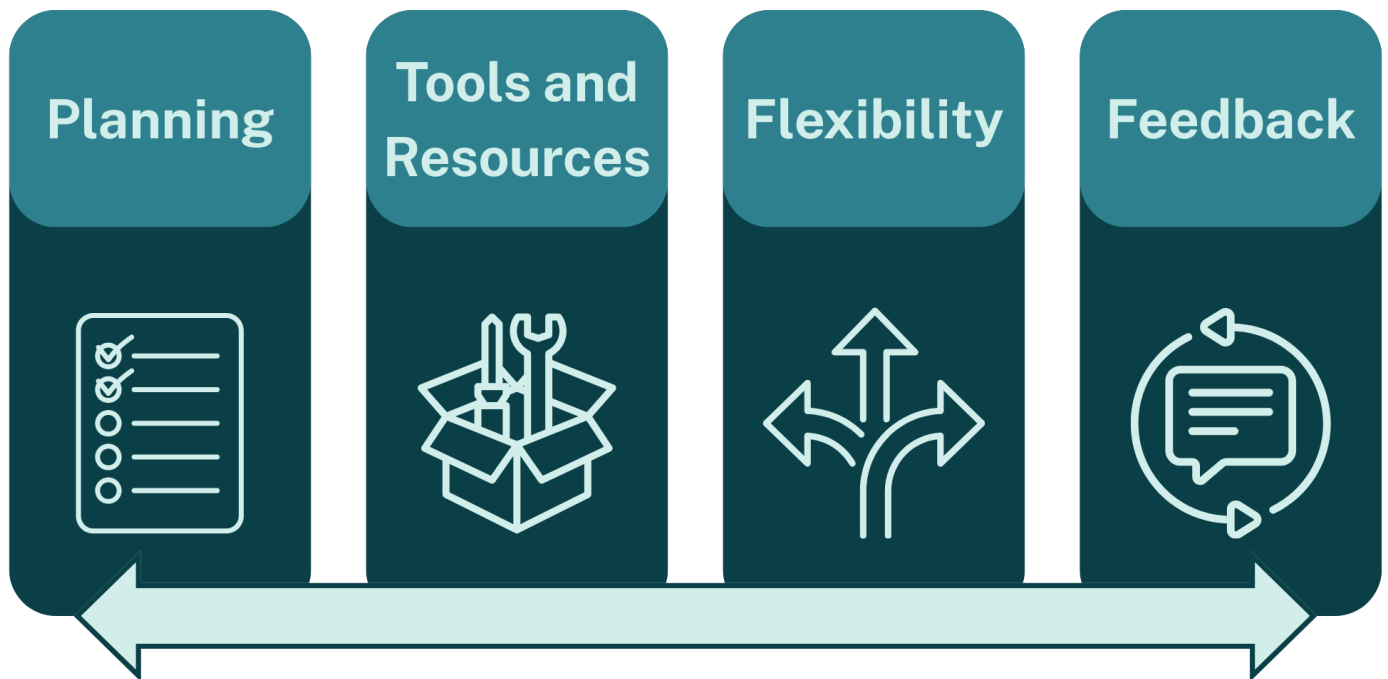 Planning
Tools and
Resources
Flexibility
Feedback